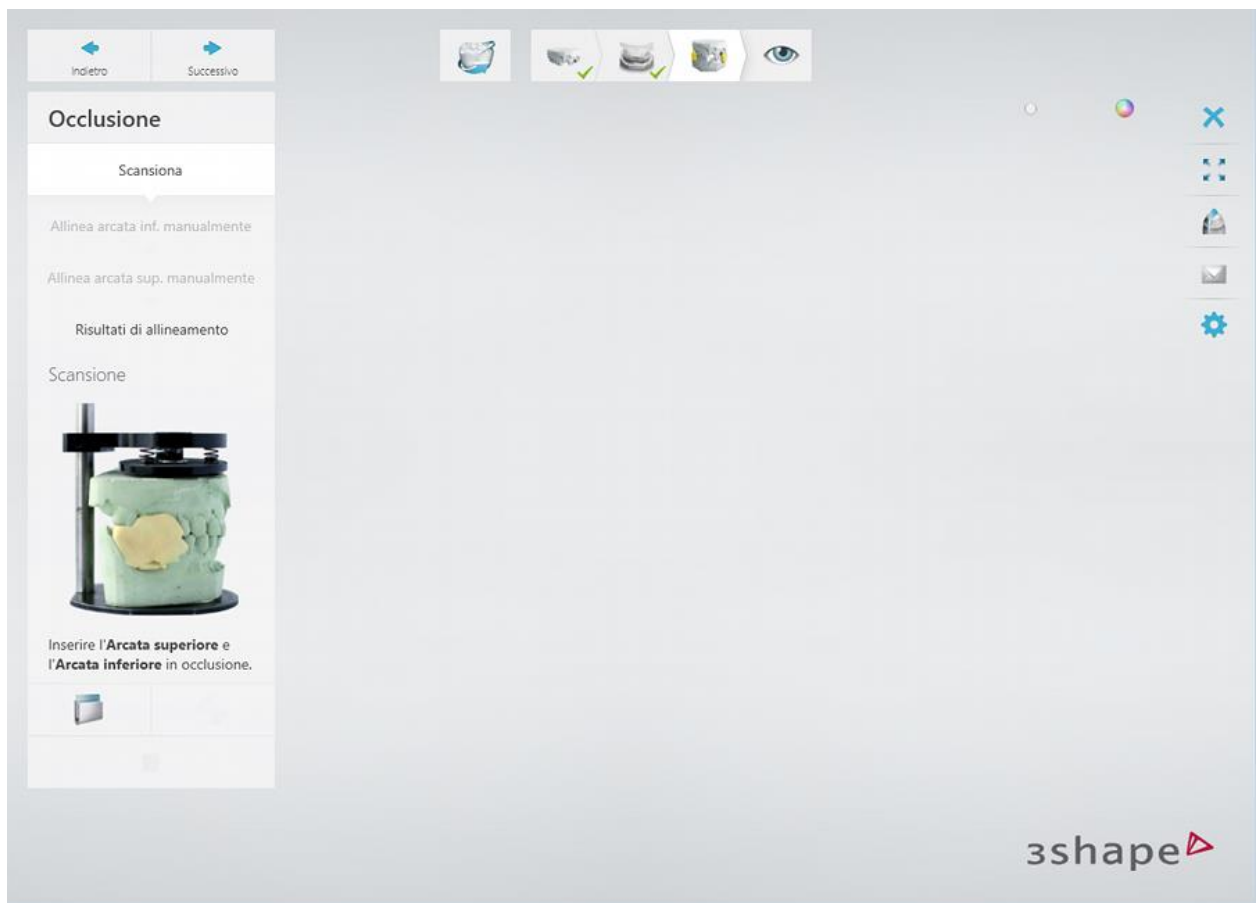 Indietro
Successivo
Occlusione
Scansiona
Allinea arcata inf. manualmente
Allinea arcata sup. manualmente
Risultati di allineamento
Scansione
Inserire l'Arcata superiore e
l'Arcata inferiore in occlusione.
3shape